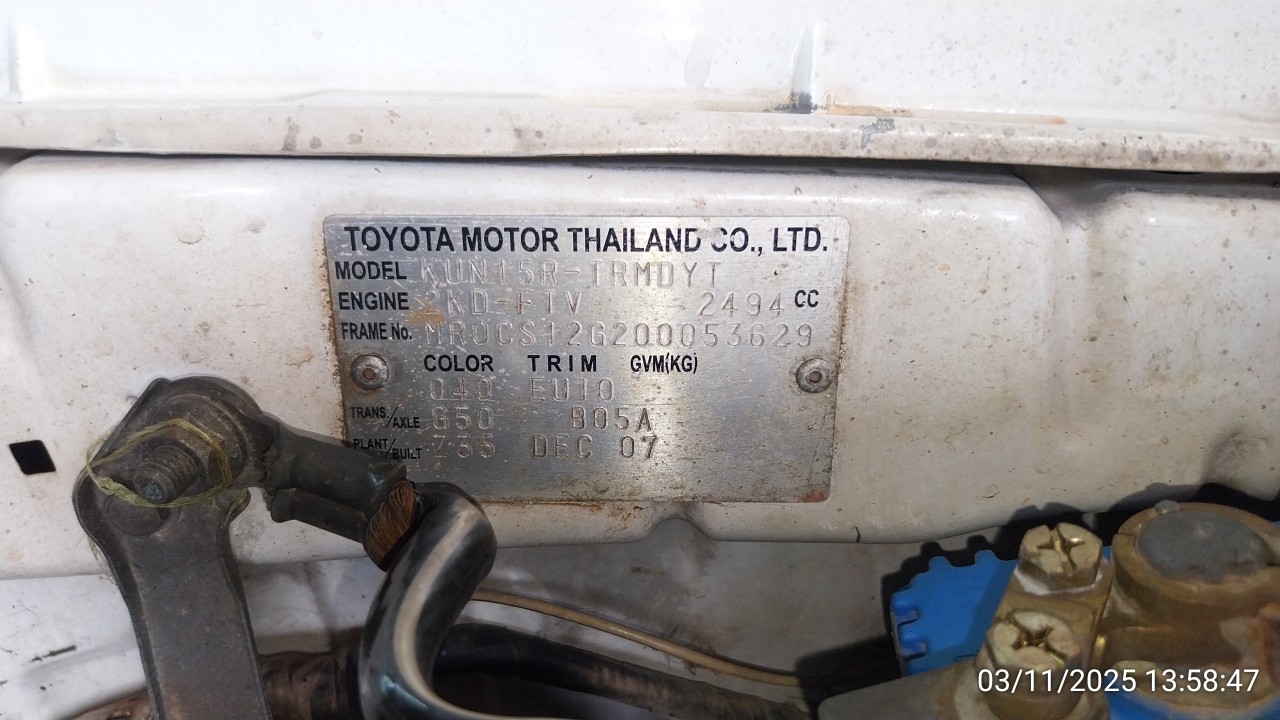 TOYOTA MOTOR THAILAND CO., LTD.
MODEL KUN15R-TRMDYT
ENGINE 2KD-FTV -2494 CC
FRAME No. MR0CS12G200053629
COLOR TRIM GVM(KG)
040 EU10
TRANS./AXLE G50 B05A
PLANT/BUILT Z35 DEC 07
03/11/2025 13:58:47